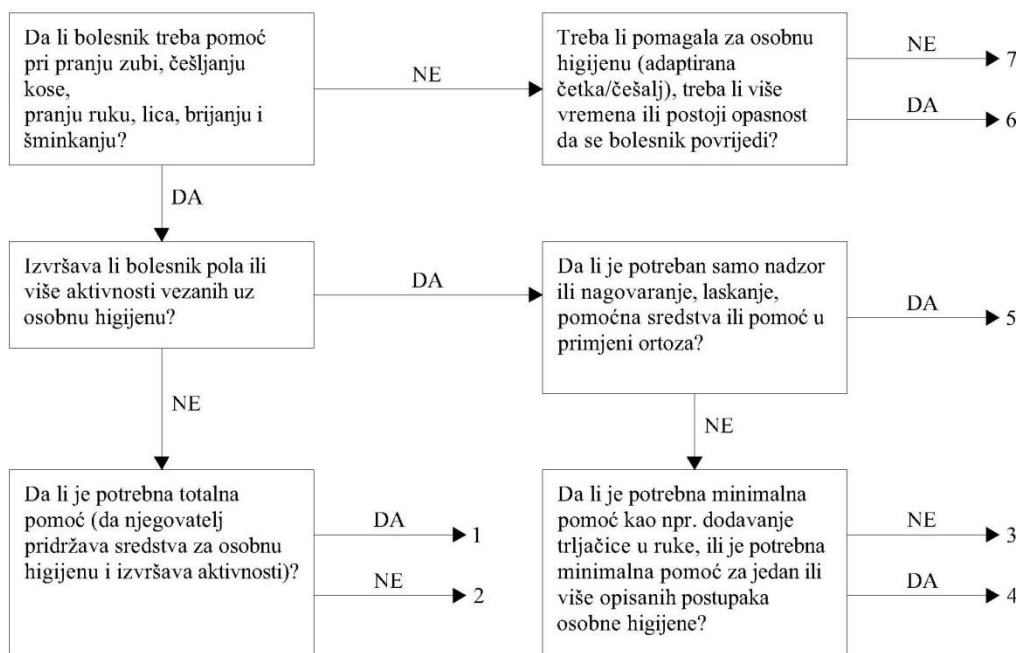 Da li bolesnik treba pomoć
pri pranju zubi, češljanju
kose,
pranju ruku, lica, brijanju i
šminkanju?
NE
Treba li pomagala za osobnu
higijenu (adaptirana
četka/češalj), treba li više
vremena ili postoji opasnost
da se bolesnik povrijedi?
NE
7
DA
6
DA
Izvršava li bolesnik pola ili
više aktivnosti vezanih uz
osobnu higijenu?
DA
Da li je potreban samo nadzor
ili nagovaranje, laskanje,
pomoćna sredstva ili pomoć u
primjeni ortoza?
DA
5
NE
NE
Da li je potrebna totalna
pomoć (da njegovatelj
pridržava sredstva za osobnu
higijenu i izvršava aktivnosti)?
DA
1
NE
2
Da li je potrebna minimalna
pomoć kao npr. dodavanje
trljačice u ruke, ili je potrebna
minimalna pomoć za jedan ili
više opisanih postupaka
osobne higijene?
NE
3
DA
4